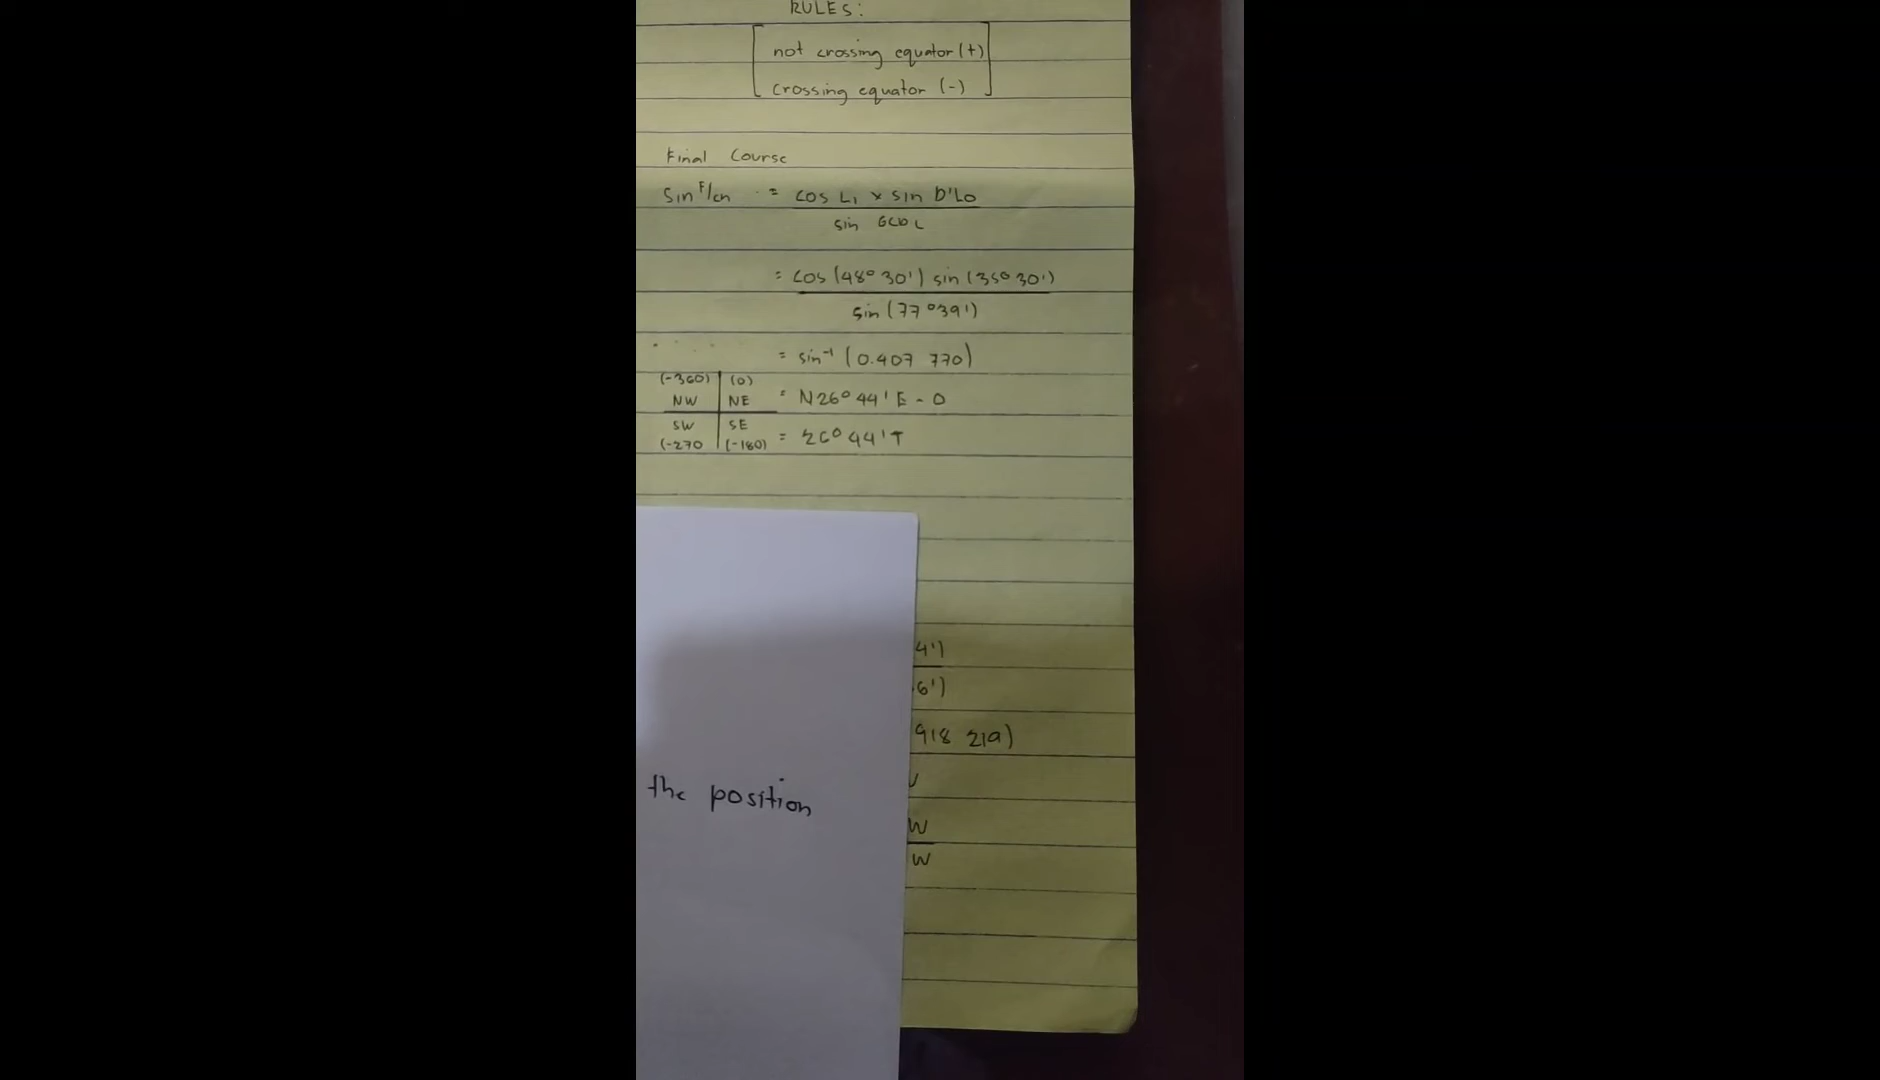 RULES:
not crossing equator (+)
crossing equator (-)
Final Course
sin F/cn = cos L1 x sin D'Lo
sin GCD L
= cos (48° 30') sin (35° 30')
sin (77° 39')
= sin⁻¹ (0.407 770)
(-360) (0)
NW NE = N26° 44' E - 0
SW SE
(-270 (-180) = 26° 44' T
4')
6')
918 219)
the position
W
W